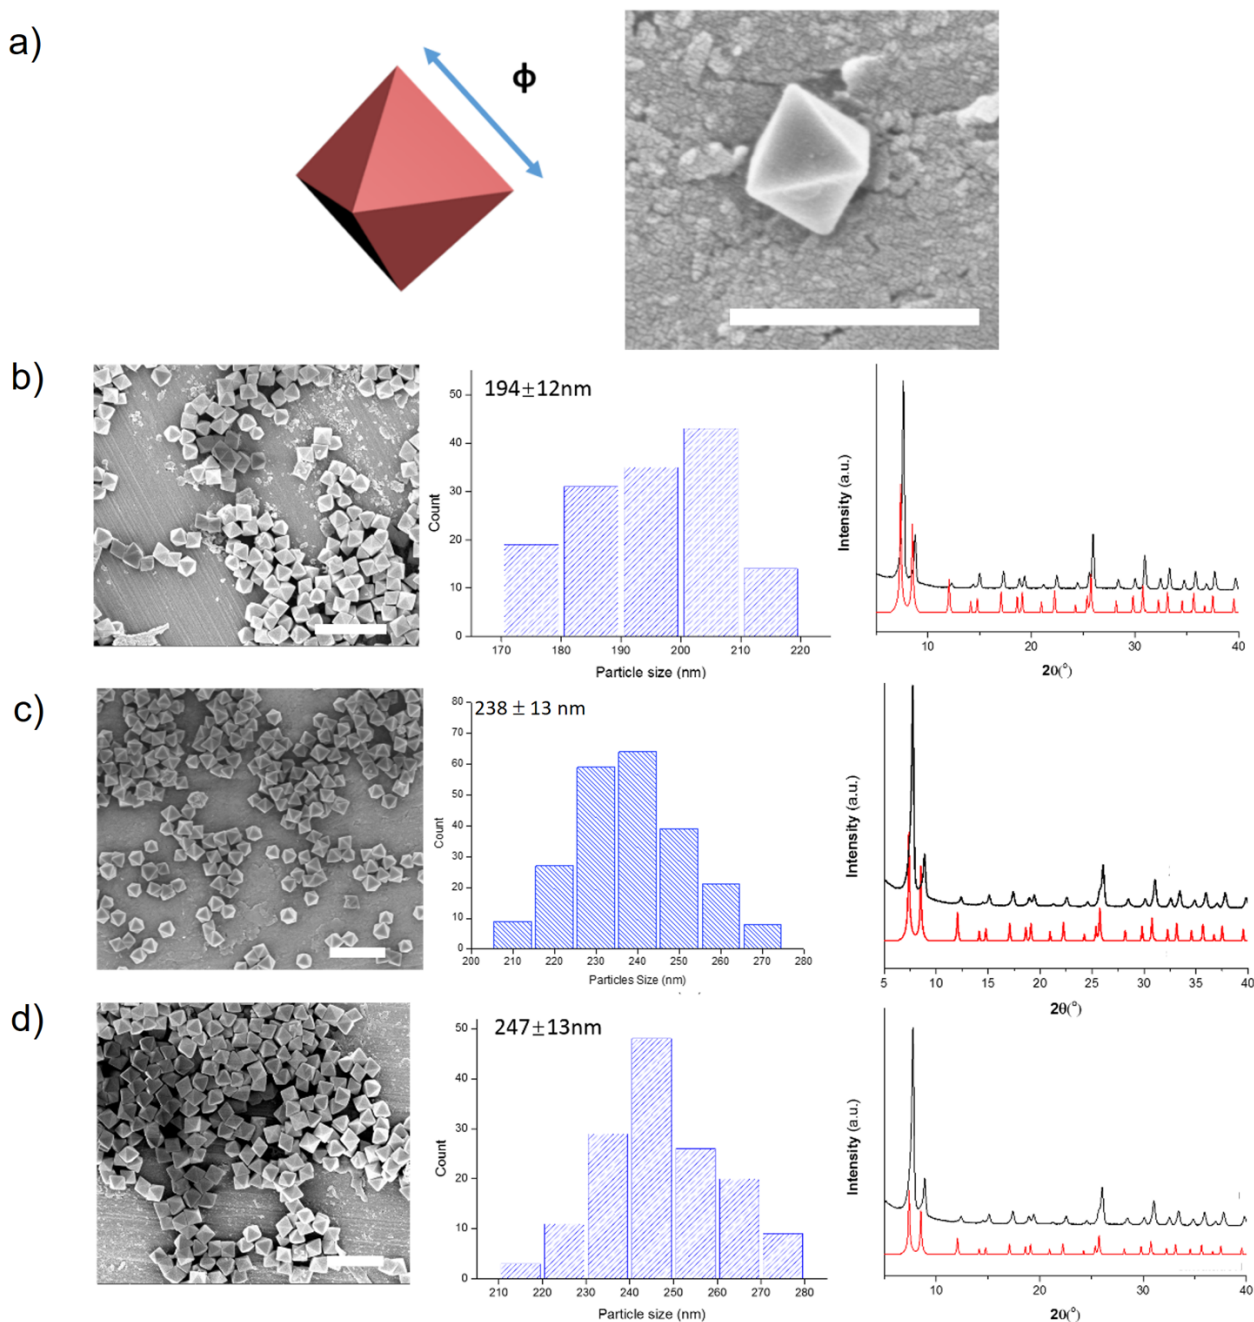 a)
ϕ
b)
194±12nm
50
40
30
20
10
0
Count
170 180 190 200 210 220
Particle size (nm)
Intensity (a.u.)
10 20 30 40
2θ(°)
c)
238 ± 13 nm
80
70
60
50
40
30
20
10
0
Count
200 210 220 230 240 250 260 270 280
Particles Size (nm)
Intensity (a.u.)
5 10 15 20 25 30 35 40
2θ(°)
d)
247±13nm
50
40
30
20
10
0
Count
210 220 230 240 250 260 270 280
Particle size (nm)
Intensity (a.u.)
10 20 30 40
2θ(°)